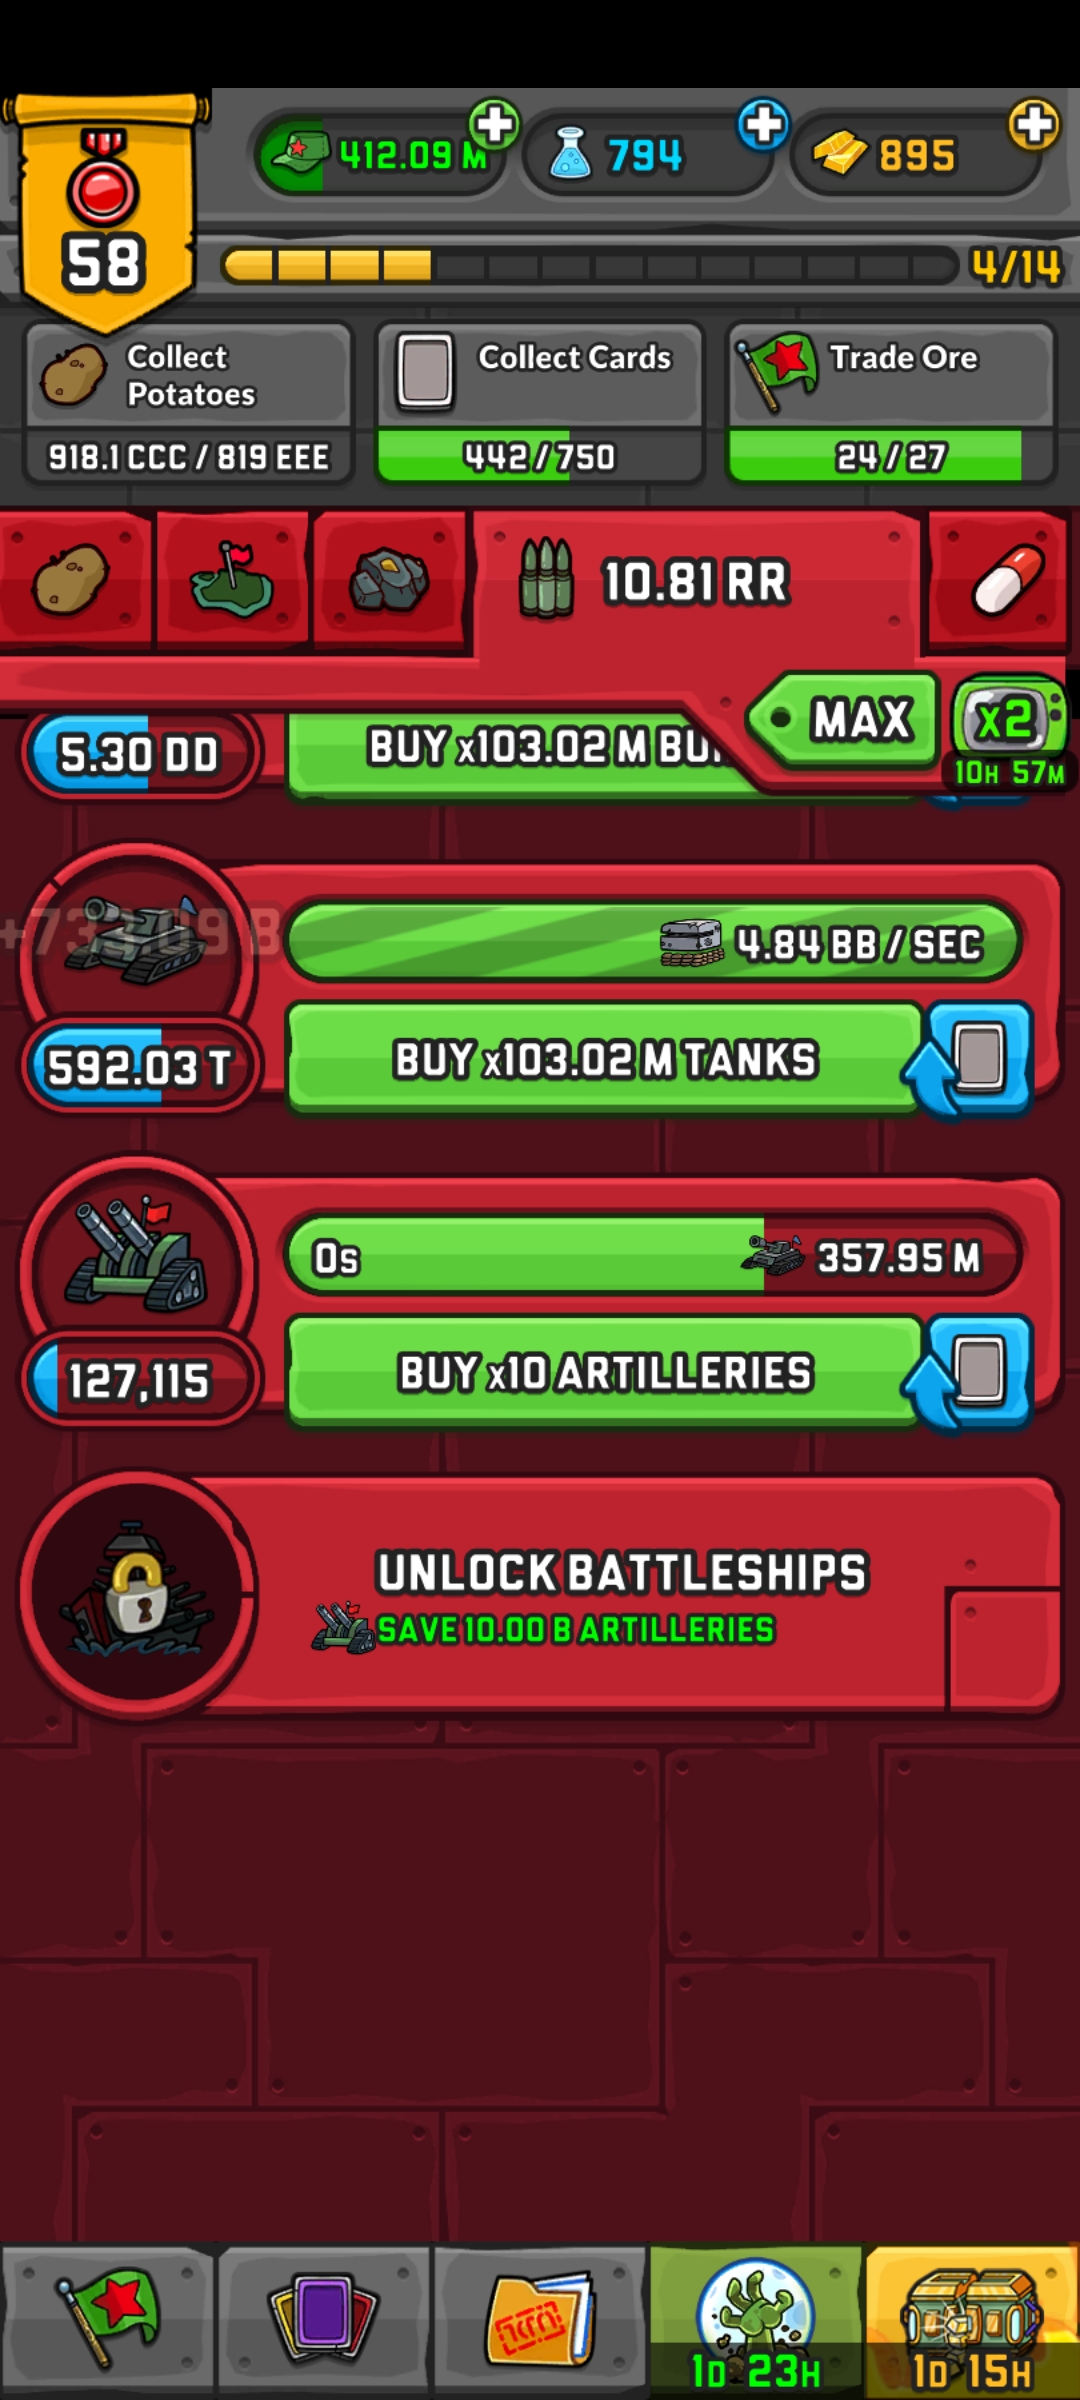 58
412.09 M
794
895
4/14
Collect
Potatoes
918.1 CCC / 819 EEE
Collect Cards
442/750
Trade Ore
24/27
10.81 RR
MAX
x2
10H 57M
5.30 DD
BUY x103.02 M
4.84 BB / SEC
592.03 T
BUY x103.02 M TANKS
0s
357.95 M
127,115
BUY x10 ARTILLERIES
UNLOCK BATTLESHIPS
SAVE 10.00 B ARTILLERIES
1D 23H
1D 15H